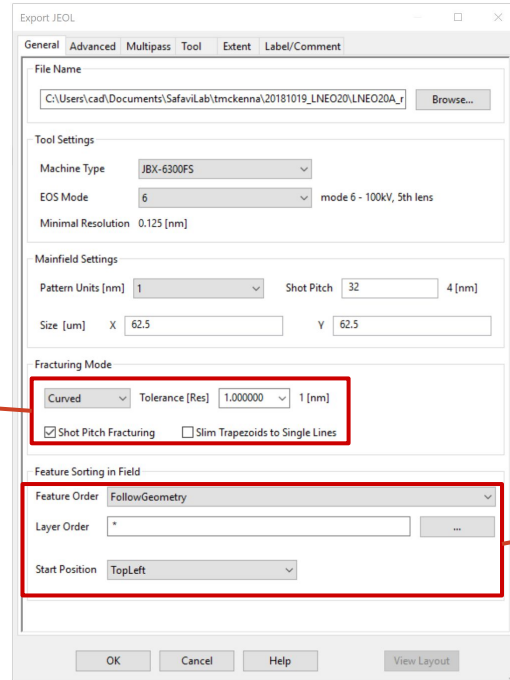 Export JEOL
General Advanced Multipass Tool Extent Label/Comment
File Name
C:\Users\cad\Documents\SafaviLab\tmckenna\20181019_LNEO20\LNEO20A_r Browse...
Tool Settings
Machine Type JBX-6300FS
EOS Mode 6 mode 6 - 100kV, 5th lens
Minimal Resolution 0.125 [nm]
Mainfield Settings
Pattern Units [nm] 1 Shot Pitch 32 4 [nm]
Size [um] X 62.5 Y 62.5
Fracturing Mode
Curved Tolerance [Res] 1.000000 1 [nm]
Shot Pitch Fracturing Slim Trapezoids to Single Lines
Feature Sorting in Field
Feature Order FollowGeometry
Layer Order * ...
Start Position TopLeft
OK Cancel Help View Layout